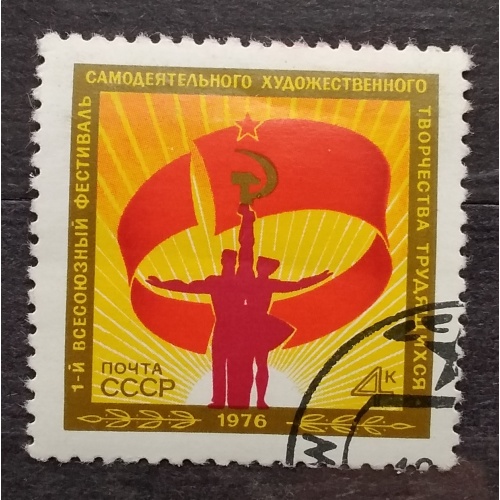 1-Й ВСЕСОЮЗНЫЙ ФЕСТИВАЛЬ
САМОДЕЯТЕЛЬНОГО ХУДОЖЕСТВЕННОГО
ТВОРЧЕСТВА ТРУДЯЩИХСЯ
ПОЧТА
СССР
4к
1976